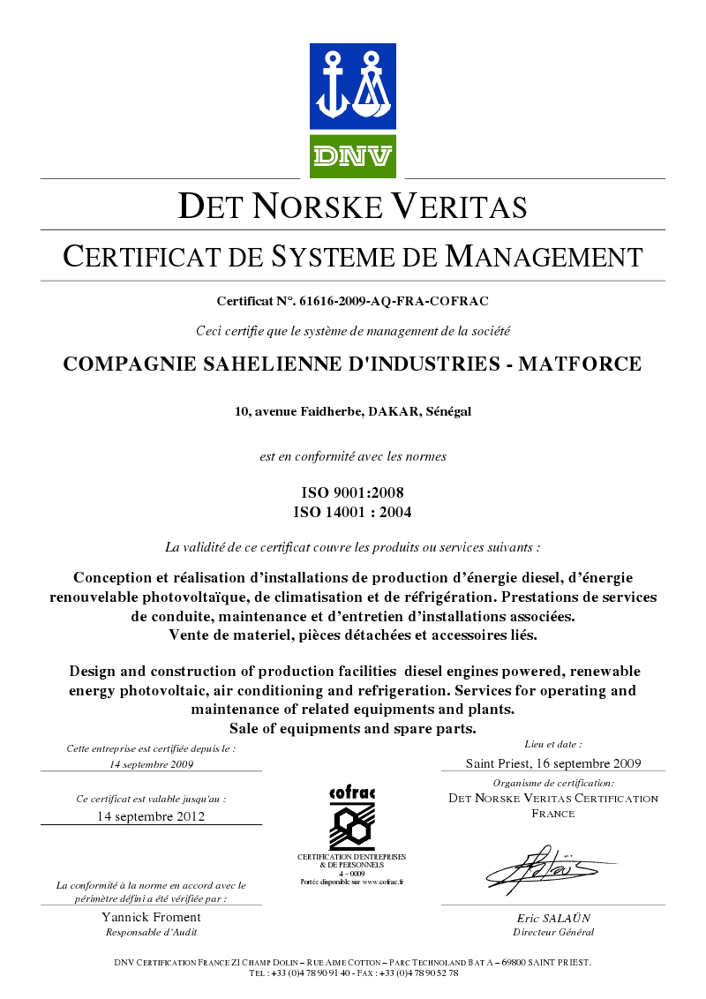 DNV
DET NORSKE VERITAS
CERTIFICAT DE SYSTEME DE MANAGEMENT
Certificat N°. 61616-2009-AQ-FRA-COFRAC
Ceci certifie que le système de management de la société
COMPAGNIE SAHELIENNE D'INDUSTRIES - MATFORCE
10, avenue Faidherbe, DAKAR, Sénégal
est en conformité avec les normes
ISO 9001:2008
ISO 14001 : 2004
La validité de ce certificat couvre les produits ou services suivants :
Conception et réalisation d'installations de production d'énergie diesel, d'énergie
renouvelable photovoltaïque, de climatisation et de réfrigération. Prestations de services
de conduite, maintenance et d'entretien d'installations associées.
Vente de materiel, pièces détachées et accessoires liés.
Design and construction of production facilities  diesel engines powered, renewable
energy photovoltaic, air conditioning and refrigeration. Services for operating and
maintenance of related equipments and plants.
Sale of equipments and spare parts.
Cette entreprise est certifiée depuis le :
14 septembre 2009
Ce certificat est valable jusqu'au :
14 septembre 2012
La conformité à la norme en accord avec le
périmètre défini a été vérifiée par :
Yannick Froment
Responsable d'Audit
cofrac
CERTIFICATION D'ENTREPRISES
& DE PERSONNELS
4 – 0009
Portée disponible sur www.cofrac.fr
Lieu et date :
Saint Priest, 16 septembre 2009
Organisme de certification:
DET NORSKE VERITAS CERTIFICATION
FRANCE
Eric SALAÜN
Directeur Général
DNV CERTIFICATION FRANCE ZI CHAMP DOLIN – RUE AIME COTTON – PARC TECHNOLAND BAT A – 69800 SAINT PRIEST.
TEL : +33 (0)4 78 90 91 40 - FAX : +33 (0)4 78 90 52 78